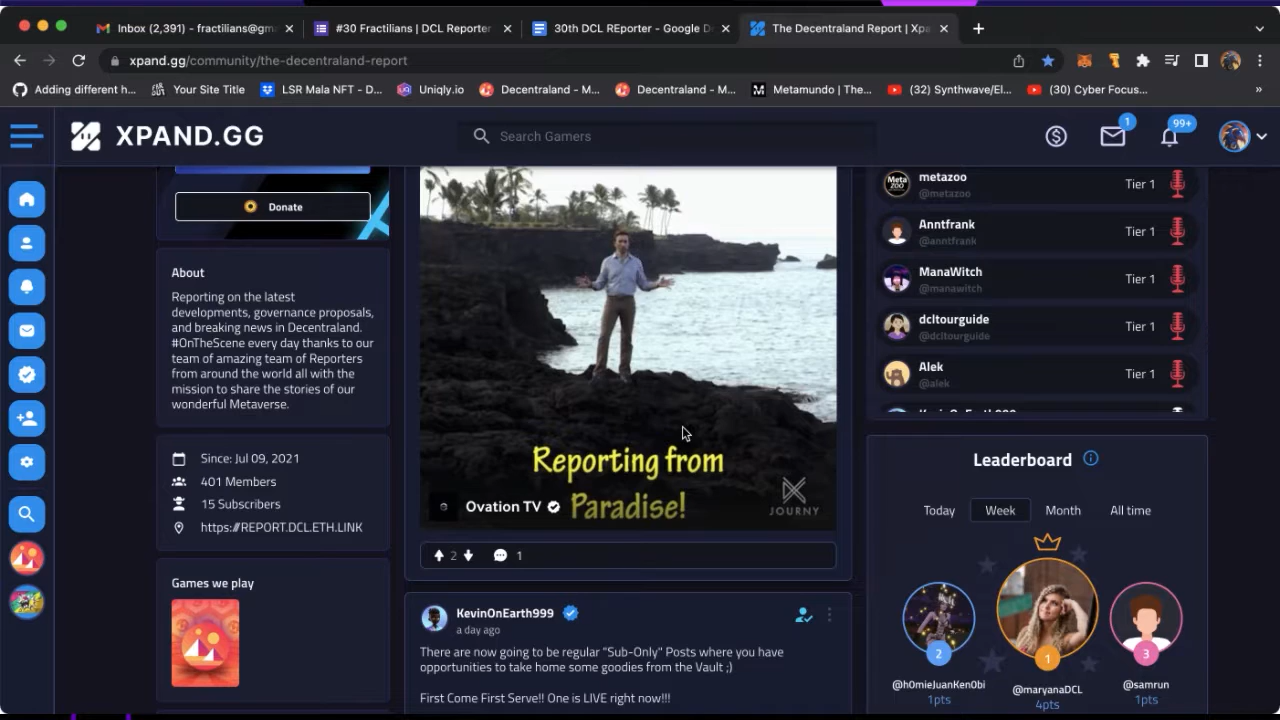 Inbox (2,391) - fractilians@gm
#30 Fractilians | DCL Reporter
30th DCL REporter - Google D
The Decentraland Report | Xpa
xpand.gg/community/the-decentraland-report
Adding different h...
Your Site Title
LSR Mala NFT - D...
Uniqly.io
Decentraland - M...
Decentraland - M...
Metamundo | The...
(32) Synthwave/El...
(30) Cyber Focus...
»
XPAND.GG
Search Gamers
1
99+
Donate
About
Reporting on the latest
developments, governance proposals,
and breaking news in Decentraland.
#OnTheScene every day thanks to our
team of amazing team of Reporters
from around the world all with the
mission to share the stories of our
wonderful Metaverse.
Since: Jul 09, 2021
401 Members
15 Subscribers
https://REPORT.DCL.ETH.LINK
Games we play
Reporting from
Paradise!
Ovation TV
JOURNY
2
1
KevinOnEarth999
a day ago
There are now going to be regular "Sub-Only" Posts where you have
opportunities to take home some goodies from the Vault ;)
First Come First Serve!! One is LIVE right now!!!
Meta
ZOO
metazoo
@metazoo
Tier 1
Anntfrank
@anntfrank
Tier 1
ManaWitch
@manawitch
Tier 1
dcltourguide
@dcltourguide
Tier 1
Alek
@alek
Tier 1
Leaderboard
Today
Week
Month
All time
2
1
3
@h0mieJuanKen0bi
1pts
@maryanaDCL
4pts
@samrun
1pts